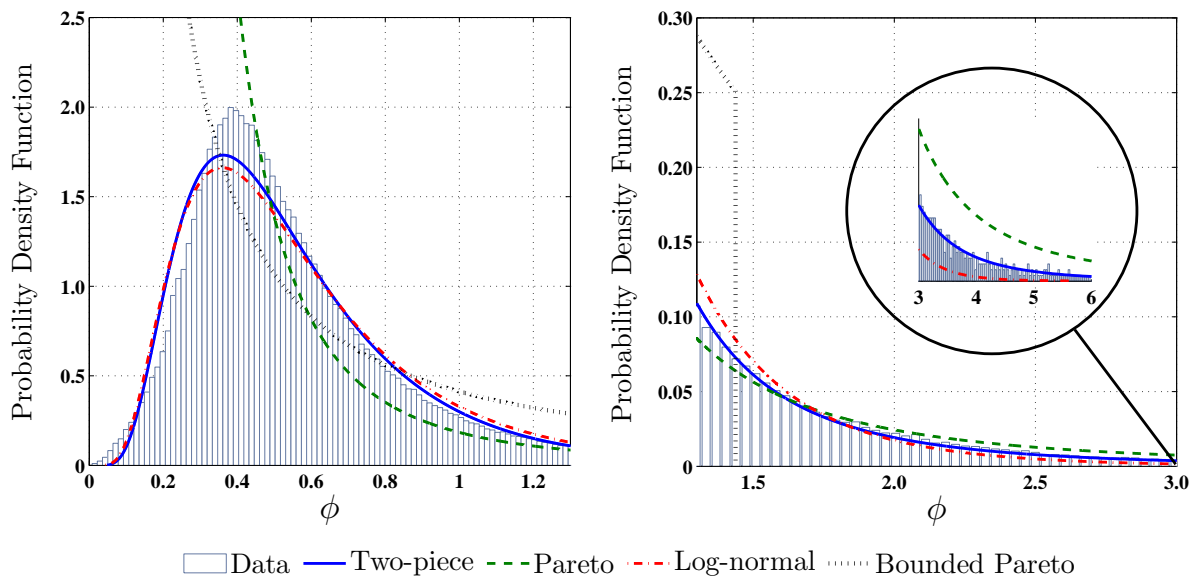 Probability Density Function
2.5
2.0
1.5
1.0
0.5
0
0 0.2 0.4 0.6 0.8 1 1.2
ϕ
Probability Density Function
0.30
0.25
0.20
0.15
0.10
0.05
0
3 4 5 6
1.5 2.0 2.5 3.0
ϕ
Data Two-piece Pareto Log-normal Bounded Pareto